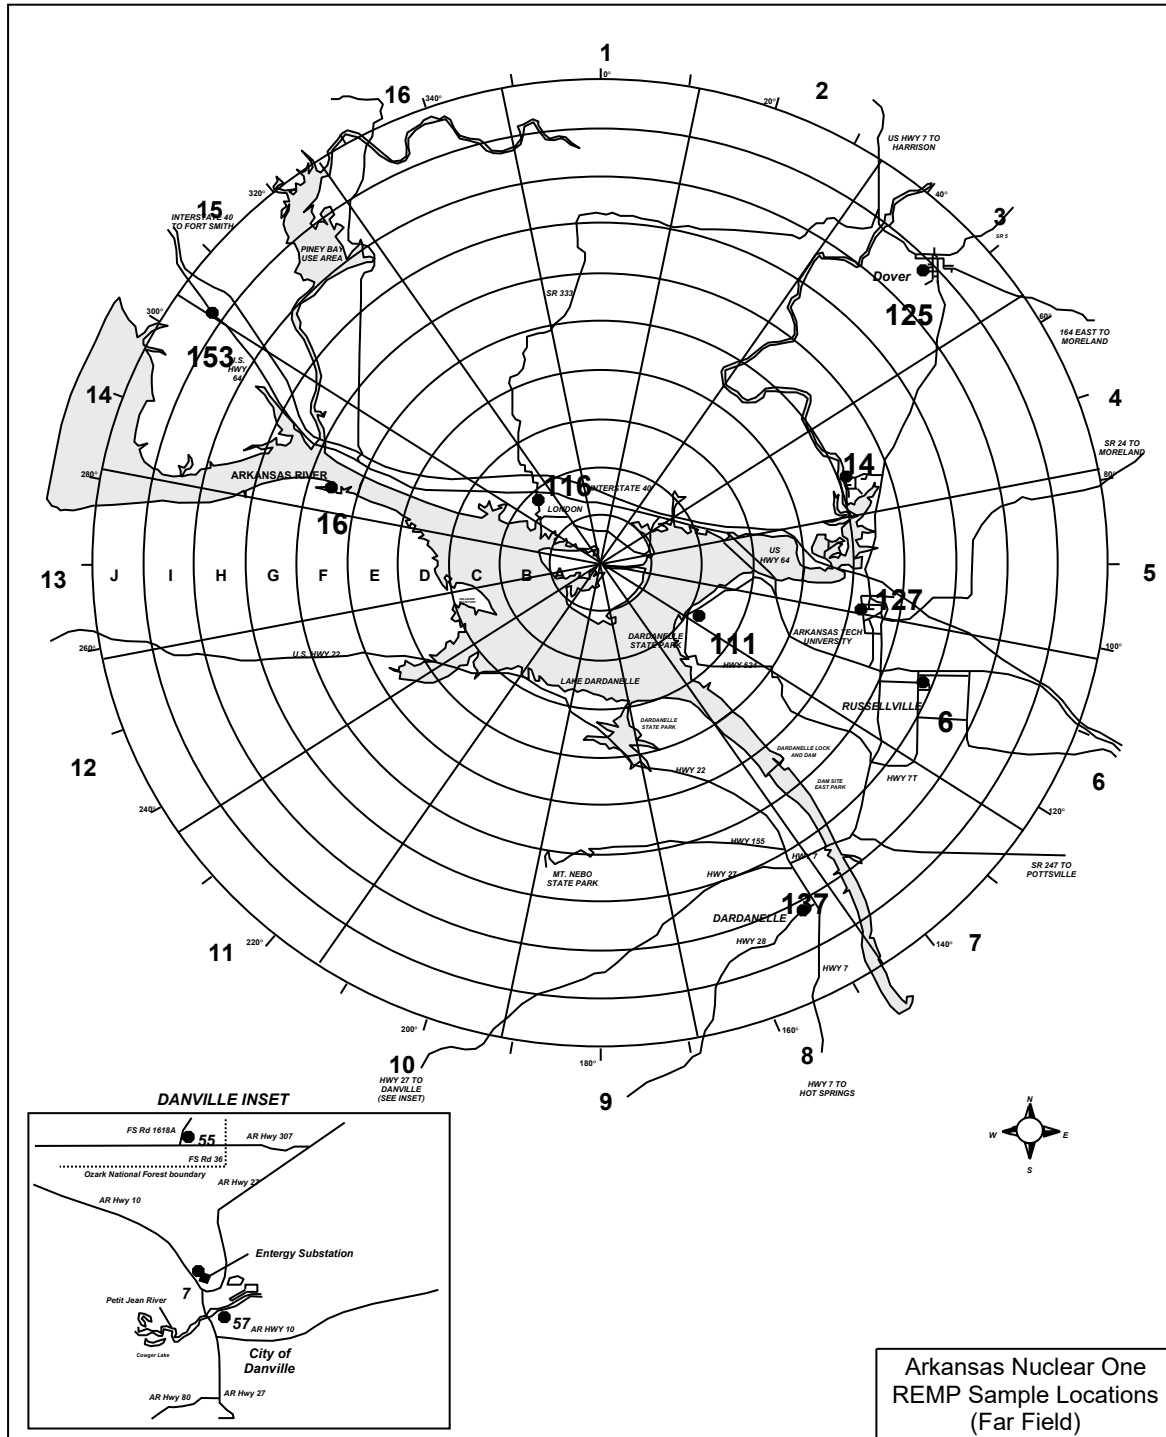 1
0°
16
340°
20°
2
US HWY 7 TO
HARRISON
320°
40°
15
INTERSTATE 40
TO FORT SMITH
3
SR 5
PINEY BAY
USE AREA
Dover
SR 333
125
300°
60°
164 EAST TO
MORELAND
153
U.S.
HWY
64
14
4
SR 24 TO
MORELAND
280°
80°
ARKANSAS RIVER
14
116
INTERSTATE 40
LONDON
16
US
HWY 64
13
J I H G F E D C B A
5
127
ARKANSAS TECH
UNIVERSITY
DARDANELLE
STATE PARK
111
HWY 524
260°
100°
U.S. HWY 22
LAKE DARDANELLE
RUSSELLVILLE
6
DARDANELLE
STATE PARK
DARDANELLE LOCK
AND DAM
12
HWY 22
DAM SITE
EAST PARK
HWY 7T
6
240°
120°
HWY 155
HWY 7
MT. NEBO
STATE PARK
HWY 27
SR 247 TO
POTTSVILLE
137
DARDANELLE
11
220°
HWY 28
140°
7
HWY 7
200°
160°
180°
10
8
HWY 27 TO
DANVILLE
(SEE INSET)
9
HWY 7 TO
HOT SPRINGS
DANVILLE INSET
N
W E
S
FS Rd 1618A
55
AR Hwy 307
FS Rd 36
Ozark National Forest boundary
AR Hwy 27
AR Hwy 10
Entergy Substation
7
Petit Jean River
57
AR HWY 10
Cowger Lake
City of
Danville
AR Hwy 80
AR Hwy 27
Arkansas Nuclear One
REMP Sample Locations
(Far Field)